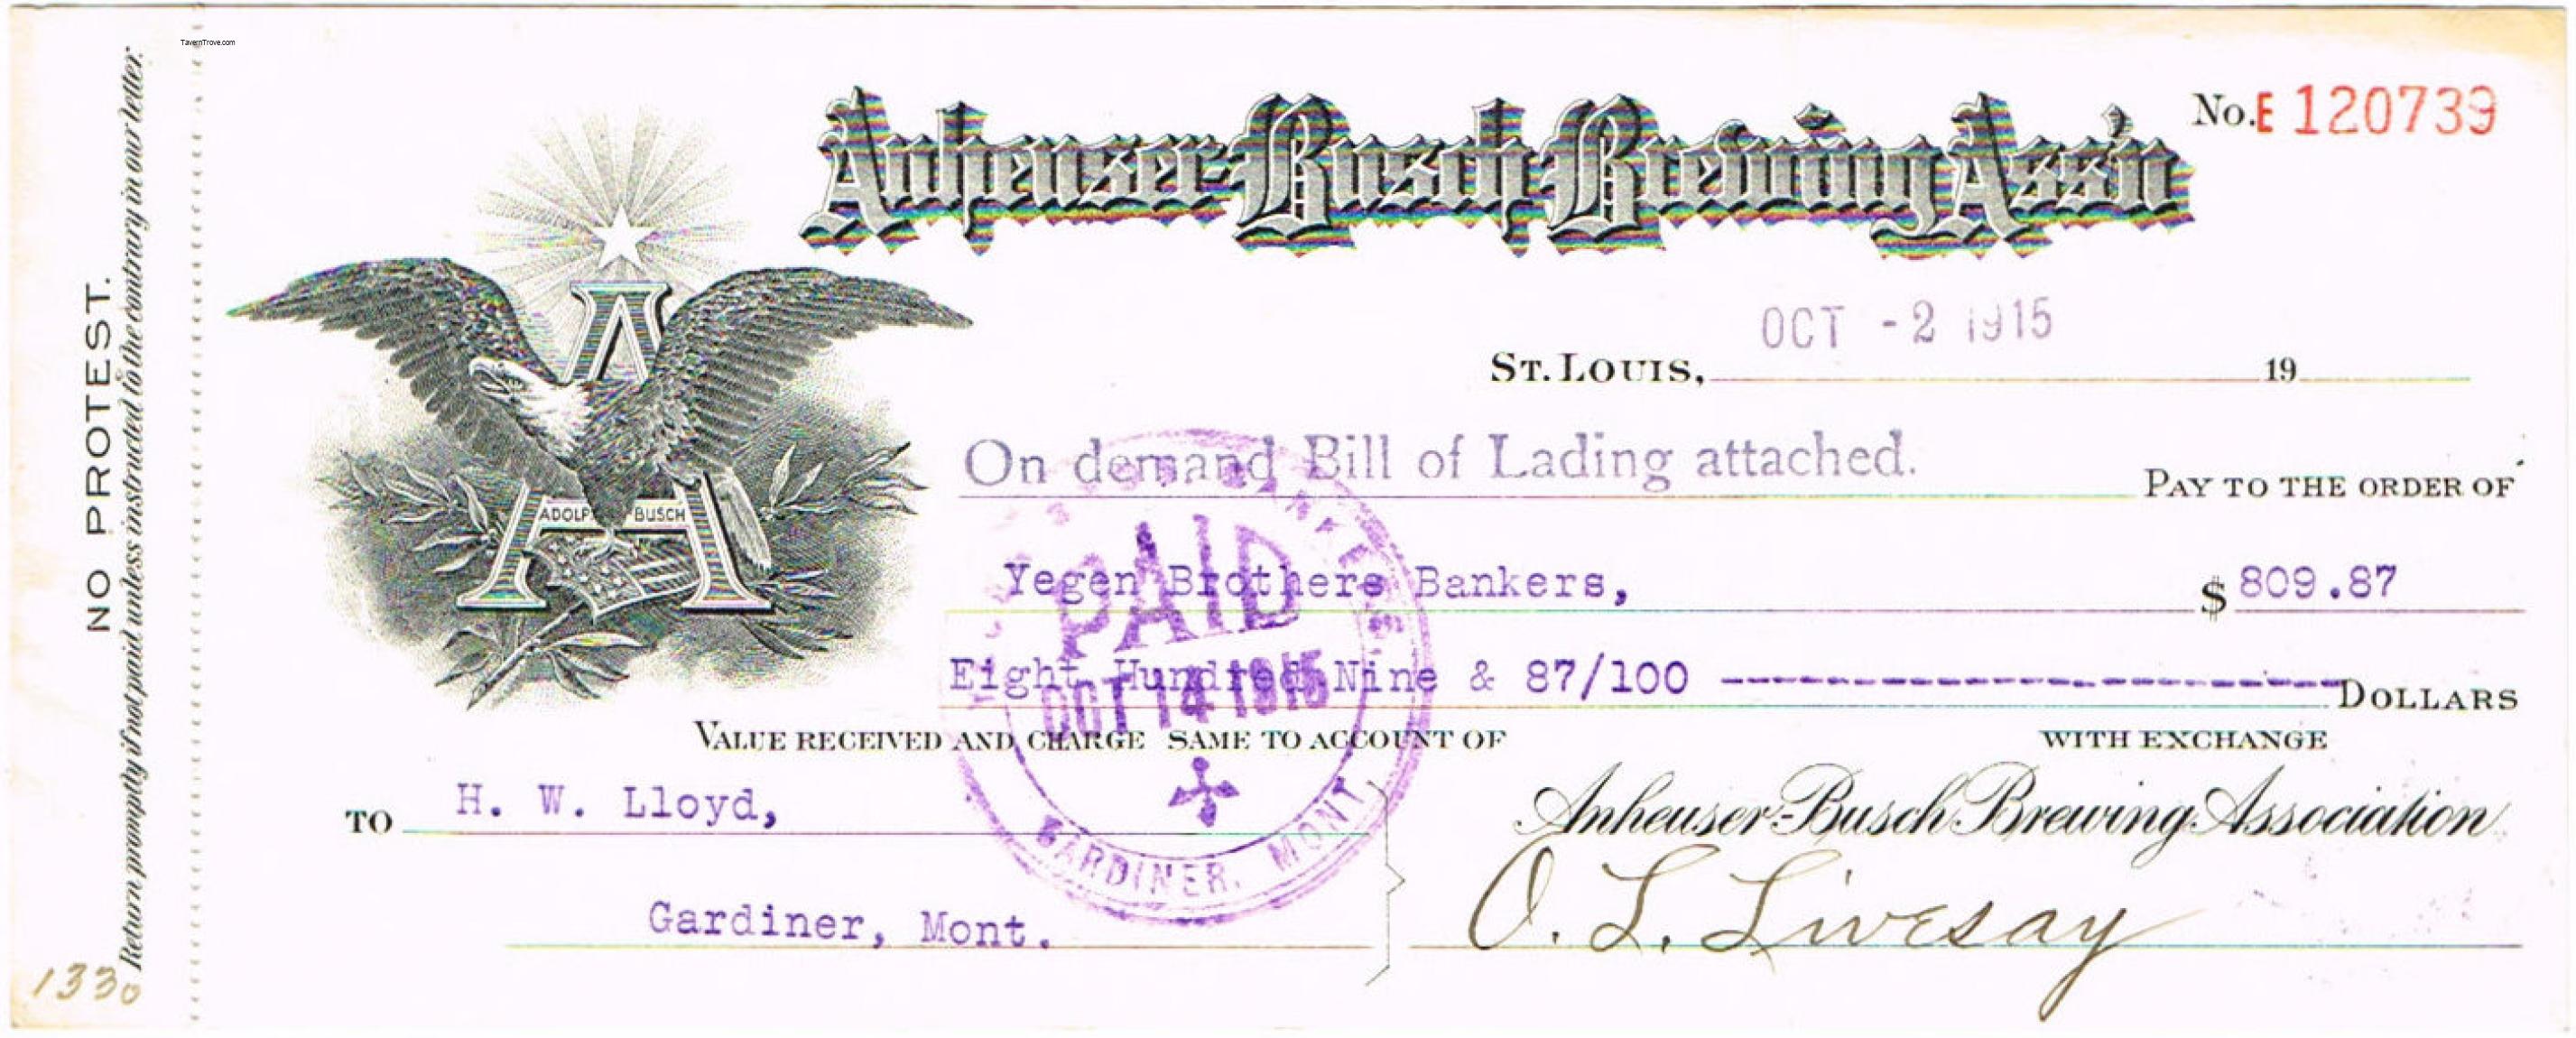 TavernTrove.com
NO PROTEST.
Return promptly if not paid unless instructed to the contrary in our letter.
1330
Anheuser-Busch Brewing Ass'n
No. E 120739
OCT -2 1915
ST. LOUIS, 19
On demand Bill of Lading attached.
PAY TO THE ORDER OF
ADOLP BUSCH
Yegen Brothers Bankers,
$ 809.87
Eight Hundred Nine & 87/100 DOLLARS
PAID
OCT 14 1915
GARDINER, MONT.
VALUE RECEIVED AND CHARGE SAME TO ACCOUNT OF WITH EXCHANGE
TO H. W. Lloyd,
Gardiner, Mont.
Anheuser-Busch Brewing Association
O. L. Livesay